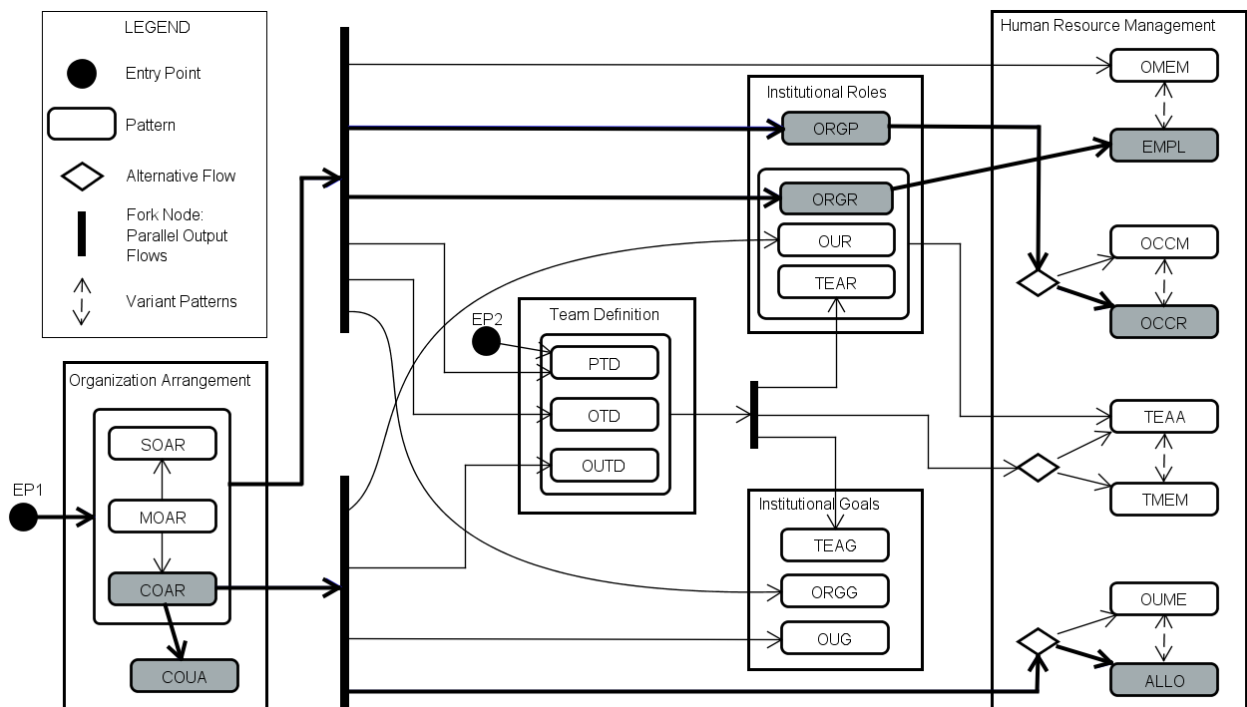 LEGEND
Entry Point
Pattern
Alternative Flow
Fork Node:
Parallel Output
Flows
Variant Patterns
EP1
Organization Arrangement
SOAR
MOAR
COAR
COUA
EP2
Team Definition
PTD
OTD
OUTD
Institutional Roles
ORGP
ORGR
OUR
TEAR
Institutional Goals
TEAG
ORGG
OUG
Human Resource Management
OMEM
EMPL
OCCM
OCCR
TEAA
TMEM
OUME
ALLO